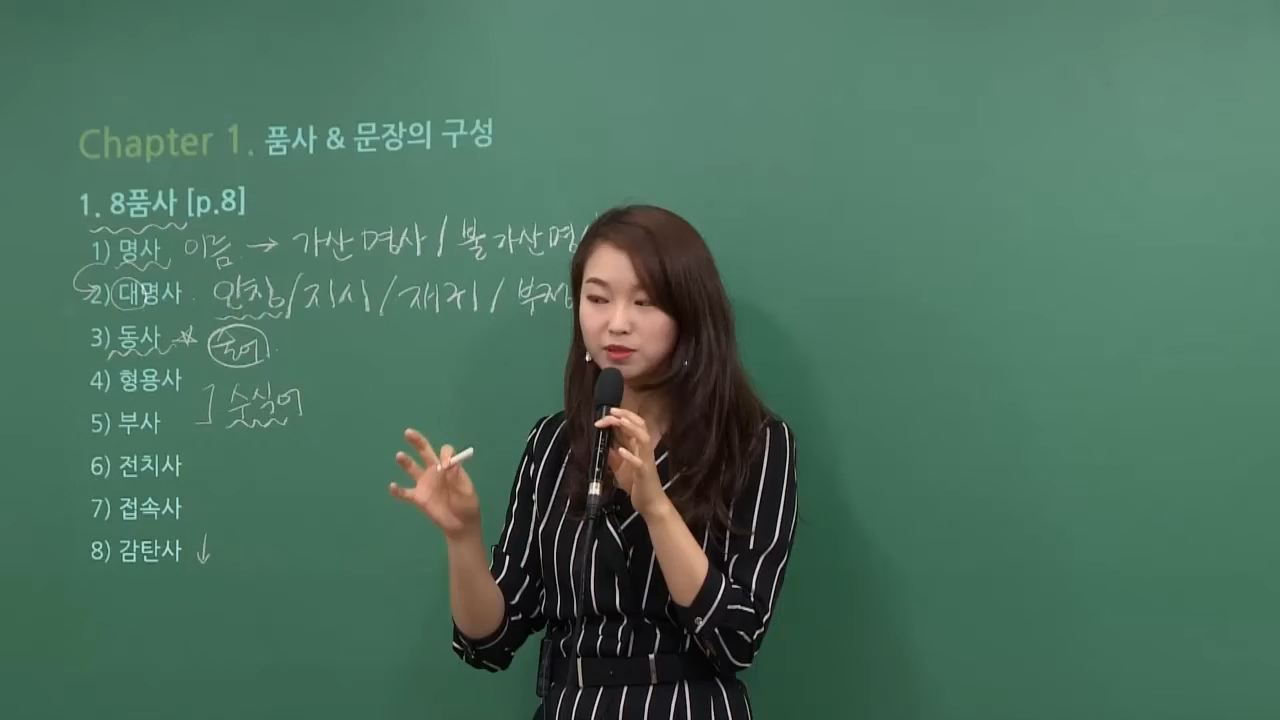 Chapter 1. 품사 & 문장의 구성
1. 8품사 [p.8]
1) 명사 이름 → 가산명사 / 불가산명
2) 대명사 인칭/지시/재귀/부정
3) 동사 술어
4) 형용사
5) 부사 수식어
6) 전치사
7) 접속사
8) 감탄사 ↓